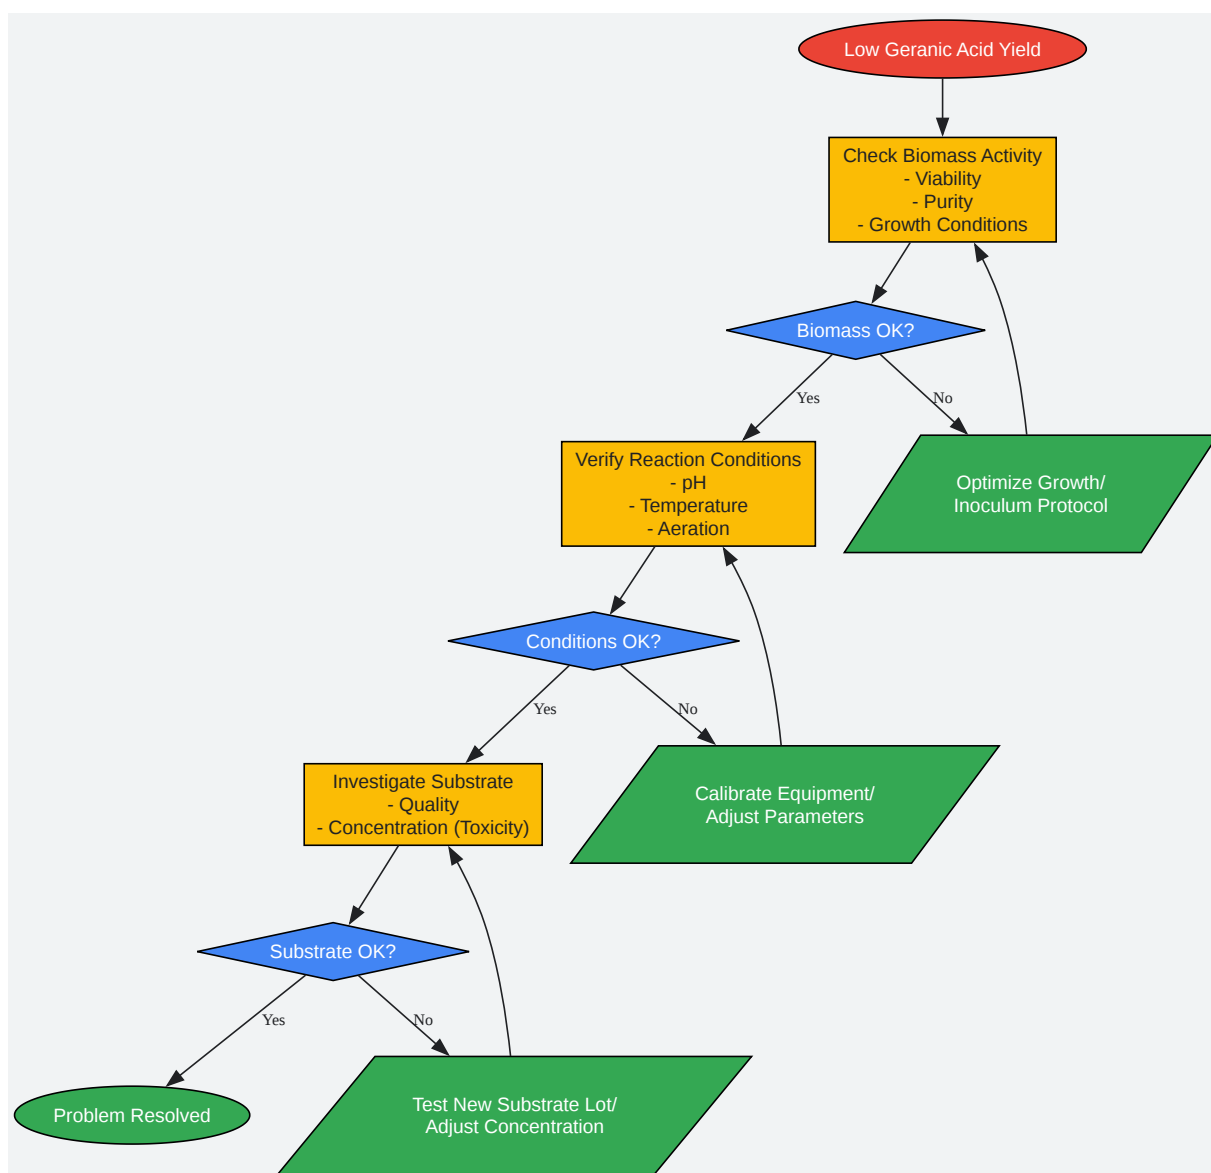 Low Geranic Acid Yield
Check Biomass Activity
- Viability
- Purity
- Growth Conditions
Biomass OK?
Yes
No
Verify Reaction Conditions
- pH
- Temperature
- Aeration
Optimize Growth/
Inoculum Protocol
Conditions OK?
Yes
No
Investigate Substrate
- Quality
- Concentration (Toxicity)
Calibrate Equipment/
Adjust Parameters
Substrate OK?
Yes
No
Problem Resolved
Test New Substrate Lot/
Adjust Concentration